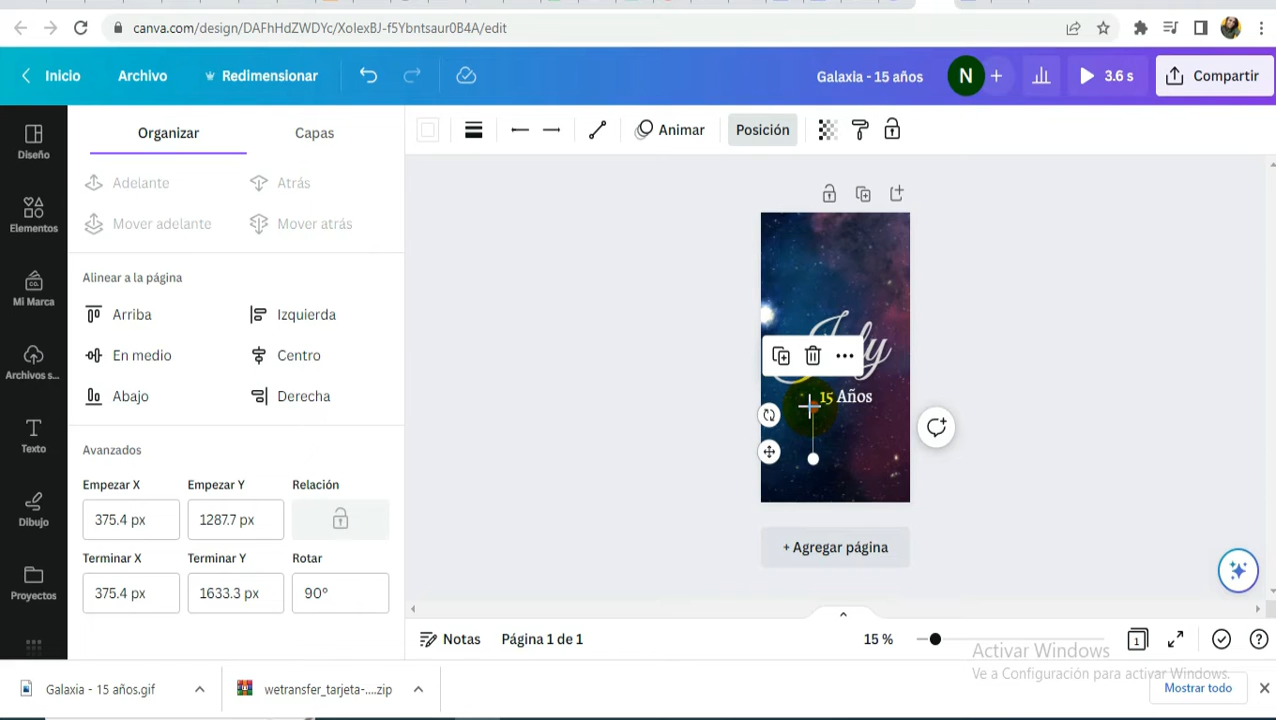 canva.com/design/DAFhHdZWDYc/XolexBJ-f5Ybntsaur0B4A/edit
Inicio
Archivo
Redimensionar
Galaxia - 15 años
N
3.6 s
Compartir
Diseño
Elementos
Mi Marca
Archivos s...
Texto
Dibujo
Proyectos
Organizar
Capas
Adelante
Atrás
Mover adelante
Mover atrás
Alinear a la página
Arriba
Izquierda
En medio
Centro
Abajo
Derecha
Avanzados
Empezar X
Empezar Y
Relación
375.4 px
1287.7 px
Terminar X
Terminar Y
Rotar
375.4 px
1633.3 px
90°
Animar
Posición
July
15 Años
+ Agregar página
Notas
Página 1 de 1
15 %
1
Activar Windows
Ve a Configuración para activar Windows.
Galaxia - 15 años.gif
wetransfer_tarjeta-....zip
Mostrar todo